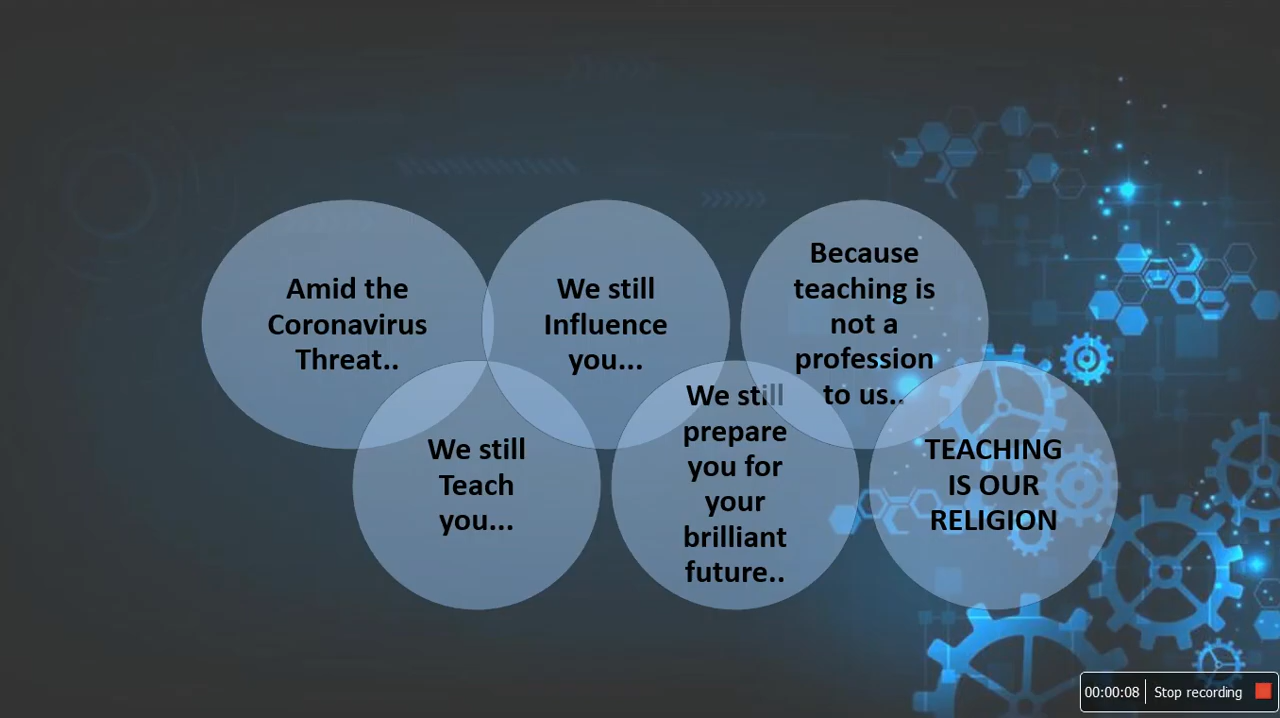 Amid the
Coronavirus
Threat..
We still
Teach
you...
We still
Influence
you...
We still
prepare
you for
your
brilliant
future..
Because
teaching is
not a
profession
to us..
TEACHING
IS OUR
RELIGION
00:00:08
Stop recording